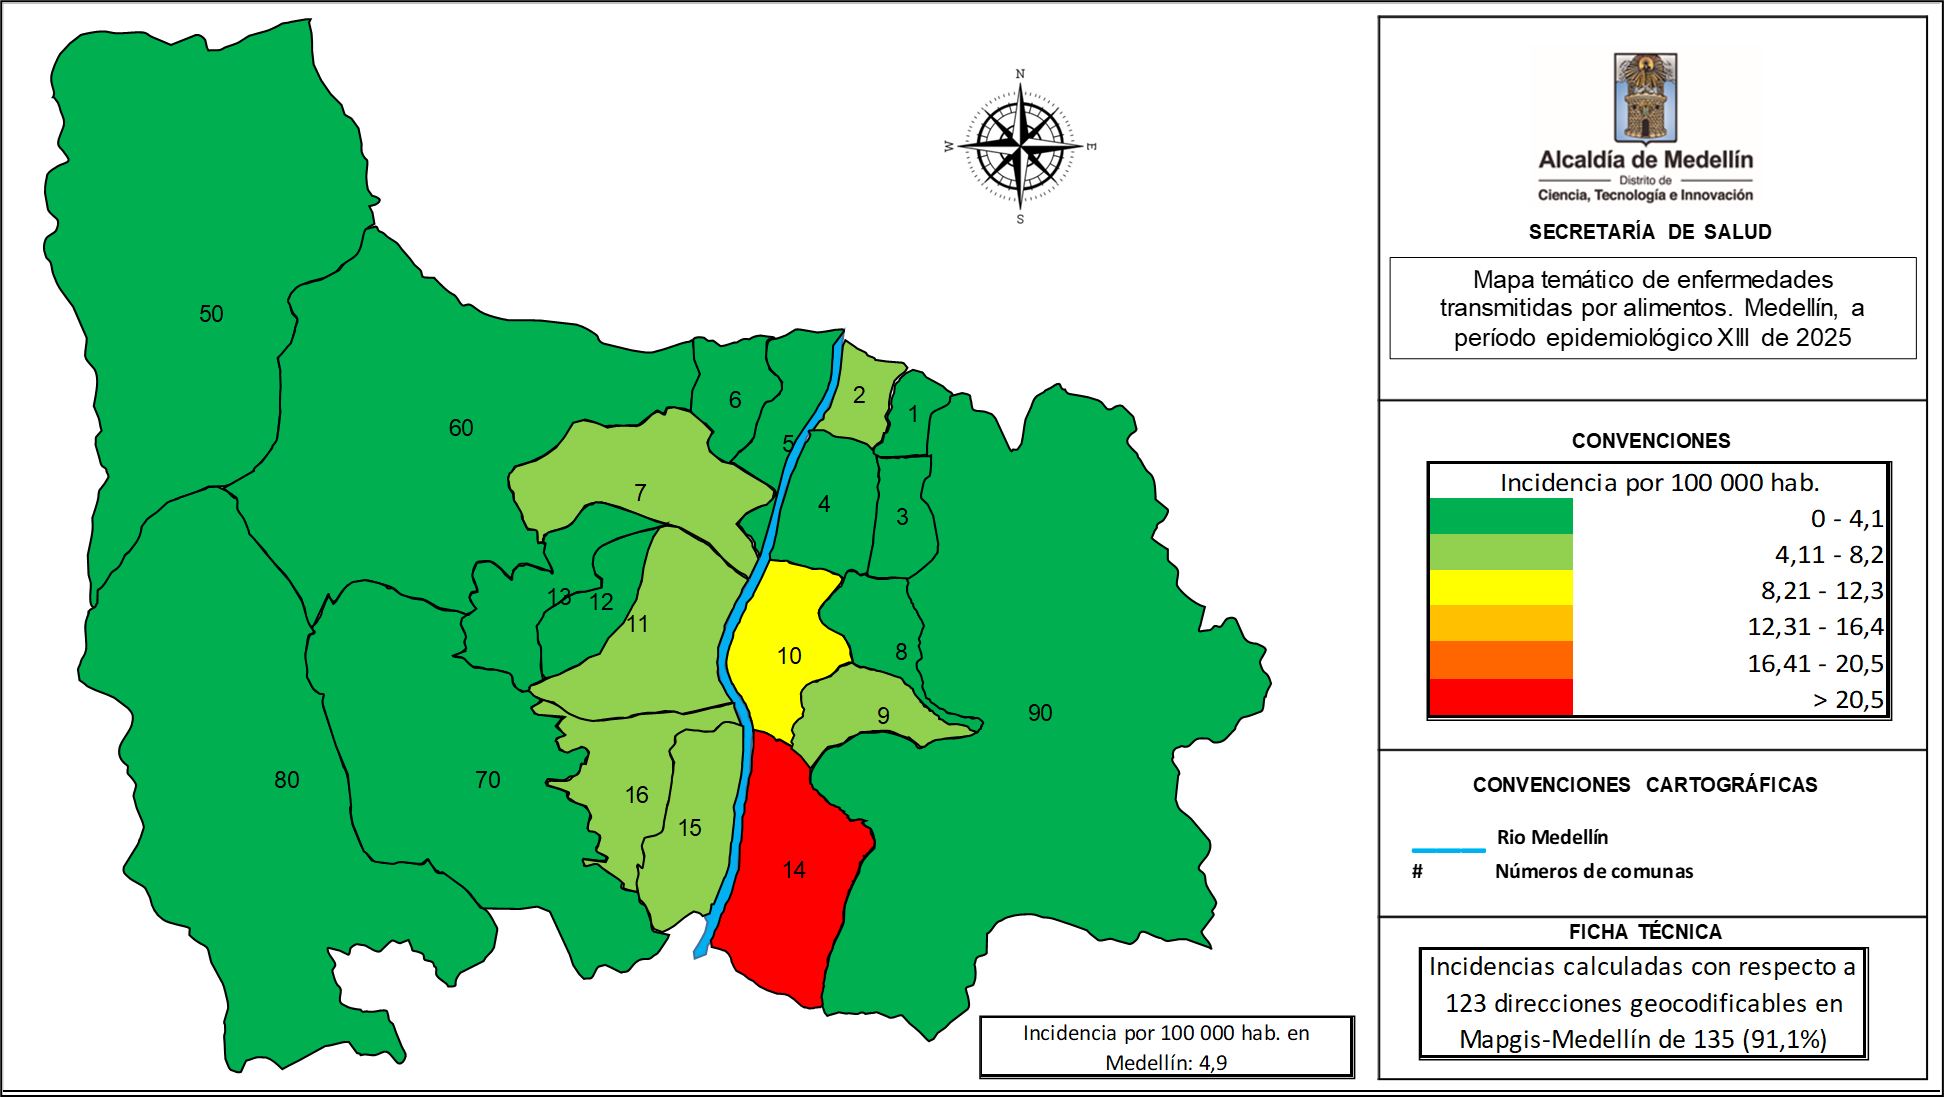 N
W
E
S
50
60
6
5
2
1
7
4
3
13
12
11
10
8
9
90
80
70
16
15
14
Incidencia por 100 000 hab. en
Medellín: 4,9
Alcaldía de Medellín
Distrito de
Ciencia, Tecnología e Innovación
SECRETARÍA DE SALUD
Mapa temático de enfermedades
transmitidas por alimentos. Medellín, a
período epidemiológico XIII de 2025
CONVENCIONES
Incidencia por 100 000 hab.
0 - 4,1
4,11 - 8,2
8,21 - 12,3
12,31 - 16,4
16,41 - 20,5
> 20,5
CONVENCIONES CARTOGRÁFICAS
Rio Medellín
# Números de comunas
FICHA TÉCNICA
Incidencias calculadas con respecto a
123 direcciones geocodificables en
Mapgis-Medellín de 135 (91,1%)